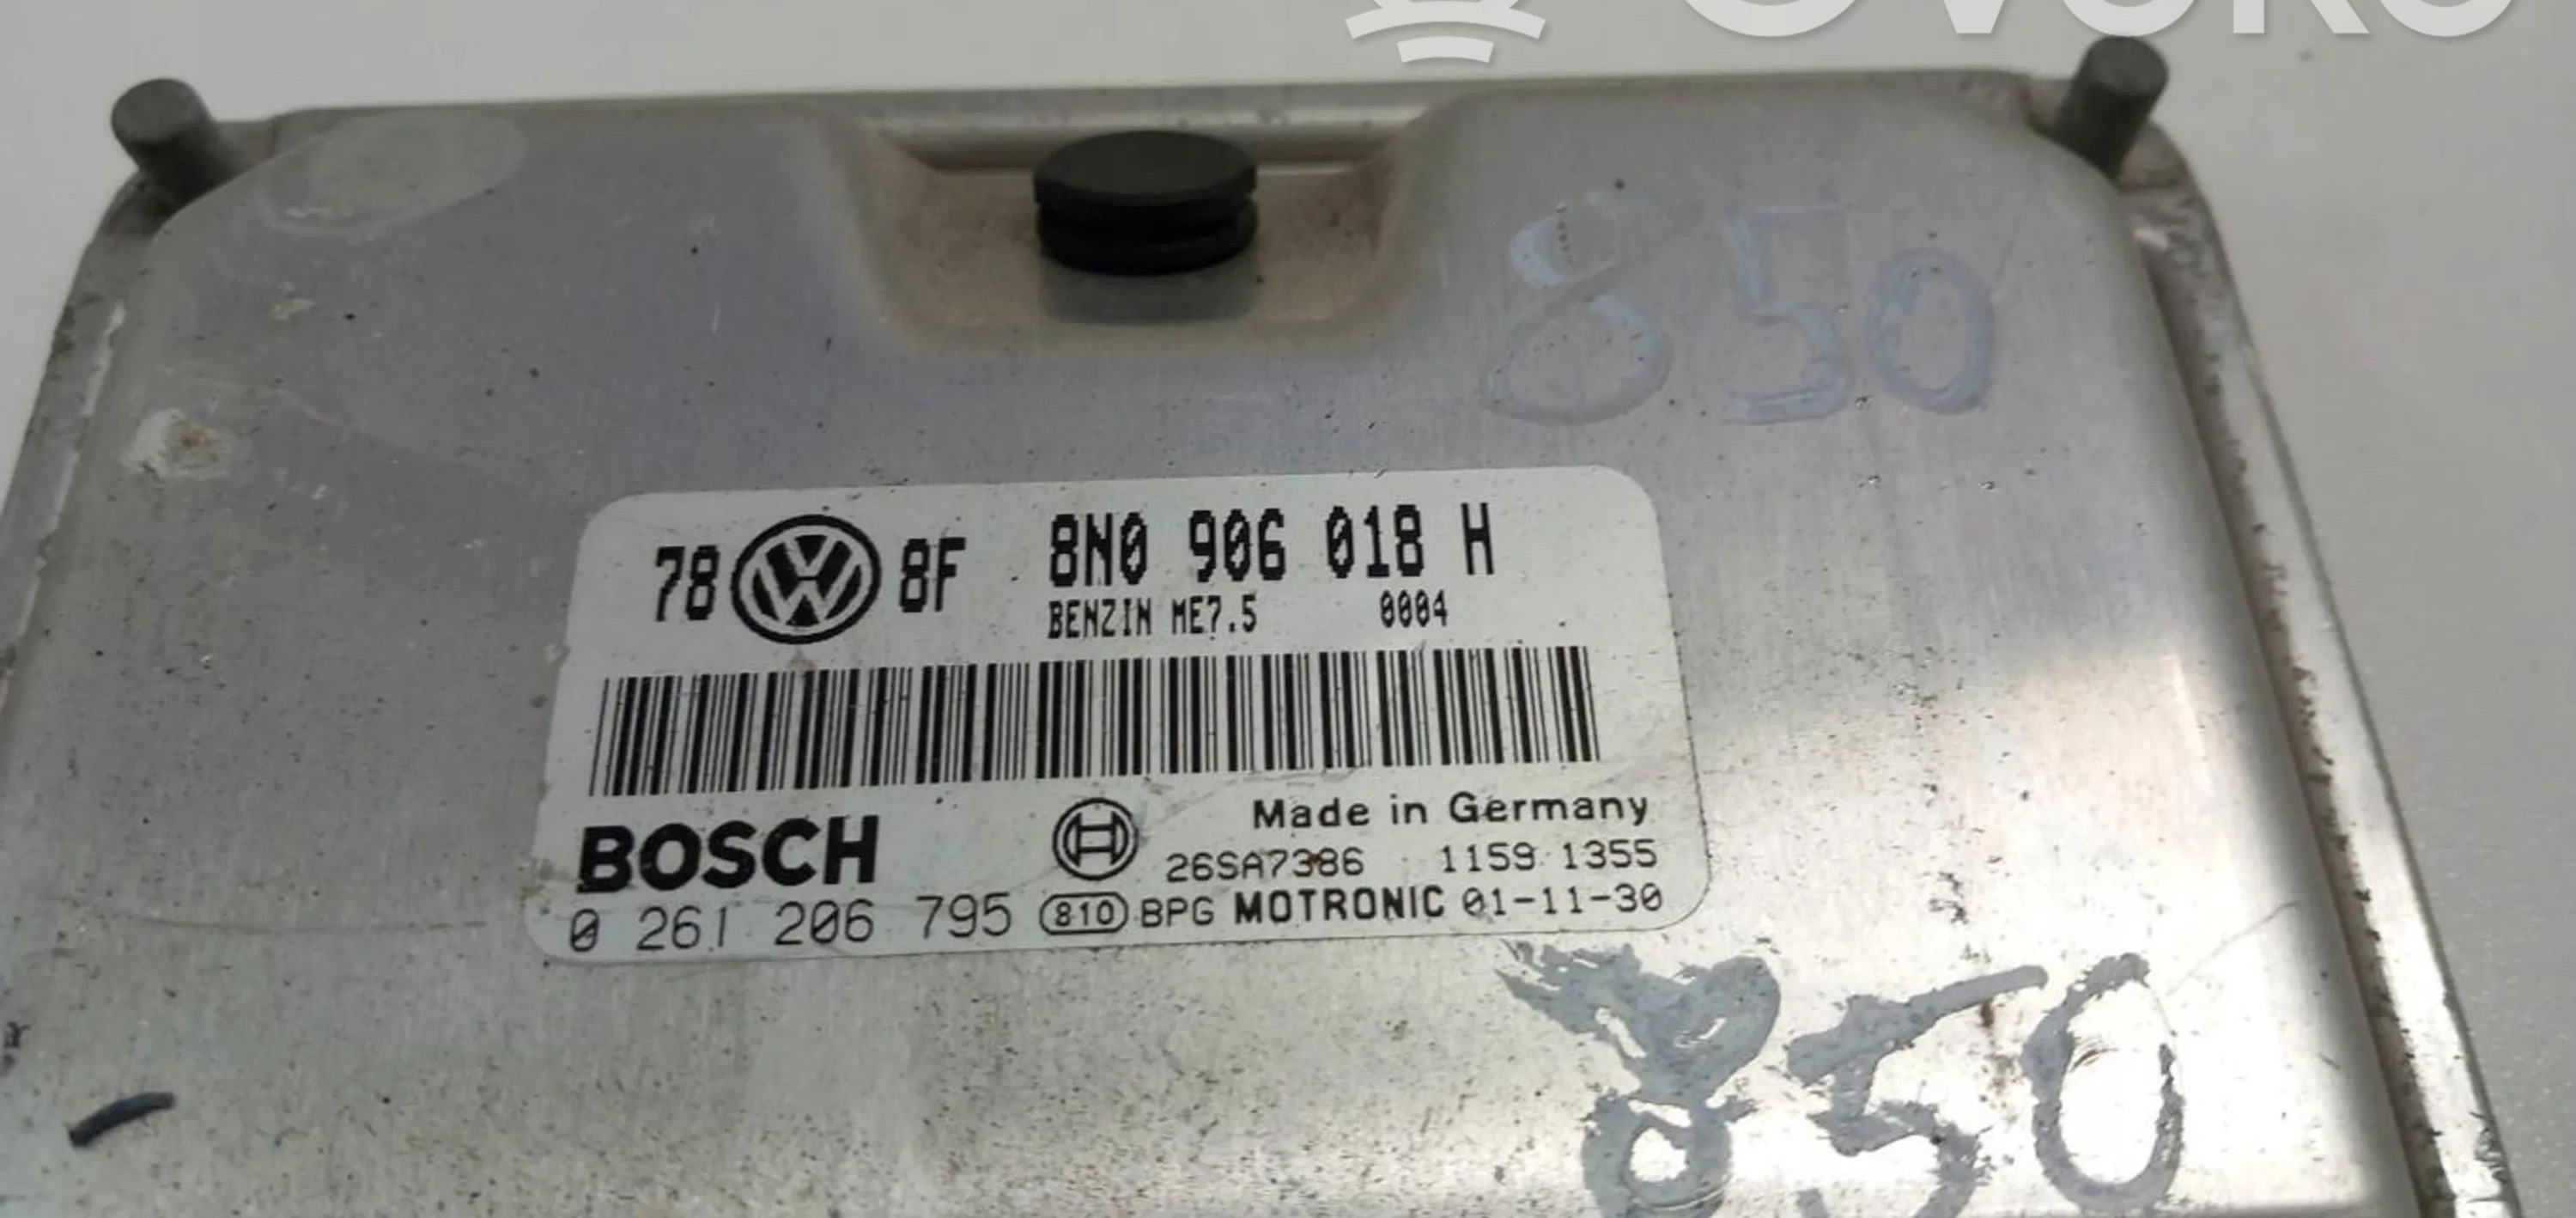 850
78 8F 8N0 906 018 H
BENZIN ME7.5 0004
BOSCH
Made in Germany
26SA7386 1159 1355
0 261 206 795 810 BPG MOTRONIC 01-11-30
850